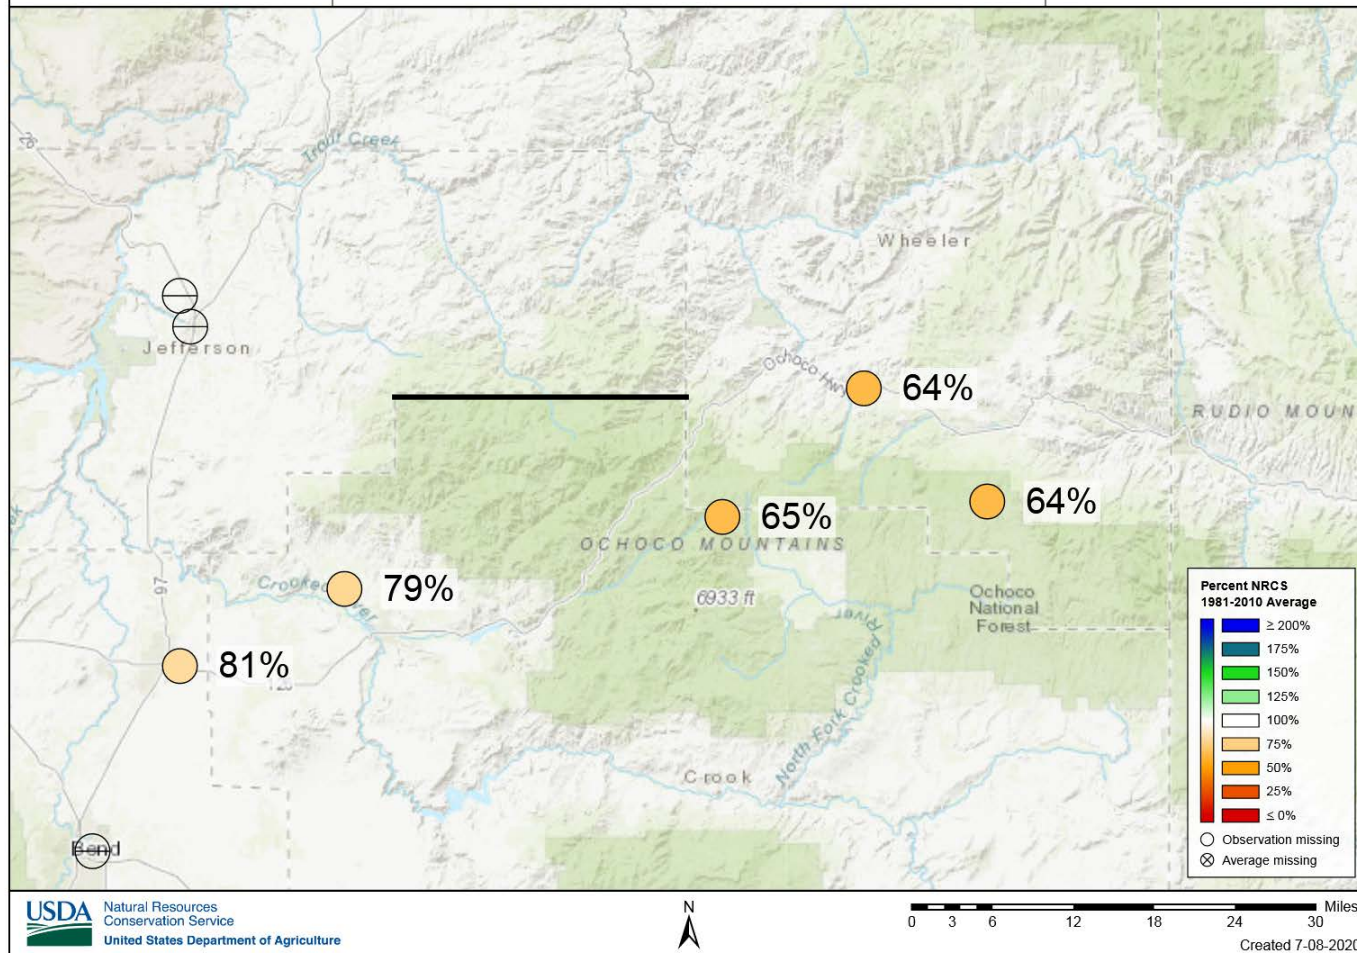 Trout Creek
Wheeler
Jefferson
Ochoco Hwy
64%
RUDIO MOUN
65%
64%
OCHOCO MOUNTAINS
97
Crooked River
79%
6933 ft
Ochoco
National
Forest
81%
North Fork Crooked River
Crook
Bend
Percent NRCS
1981-2010 Average
≥ 200%
175%
150%
125%
100%
75%
50%
25%
≤ 0%
Observation missing
Average missing
USDA
Natural Resources
Conservation Service
United States Department of Agriculture
N
0 3 6 12 18 24 30 Miles
Created 7-08-2020